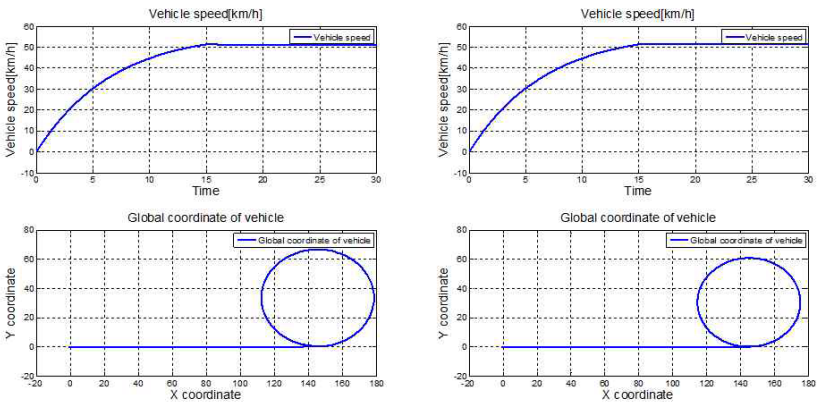 Vehicle speed[km/h]
Vehicle speed[km/h]
60
50
40
30
20
10
0
-10
Vehicle speed
0 5 10 15 20 25 30
Time
Vehicle speed[km/h]
Vehicle speed[km/h]
60
50
40
30
20
10
0
-10
Vehicle speed
0 5 10 15 20 25 30
Time
Global coordinate of vehicle
Y coordinate
80
60
40
20
0
-20
Global coordinate of vehicle
-20 0 20 40 60 80 100 120 140 160 180
X coordinate
Global coordinate of vehicle
Y coordinate
80
60
40
20
0
-20
Global coordinate of vehicle
-20 0 20 40 60 80 100 120 140 160 180
X coordinate